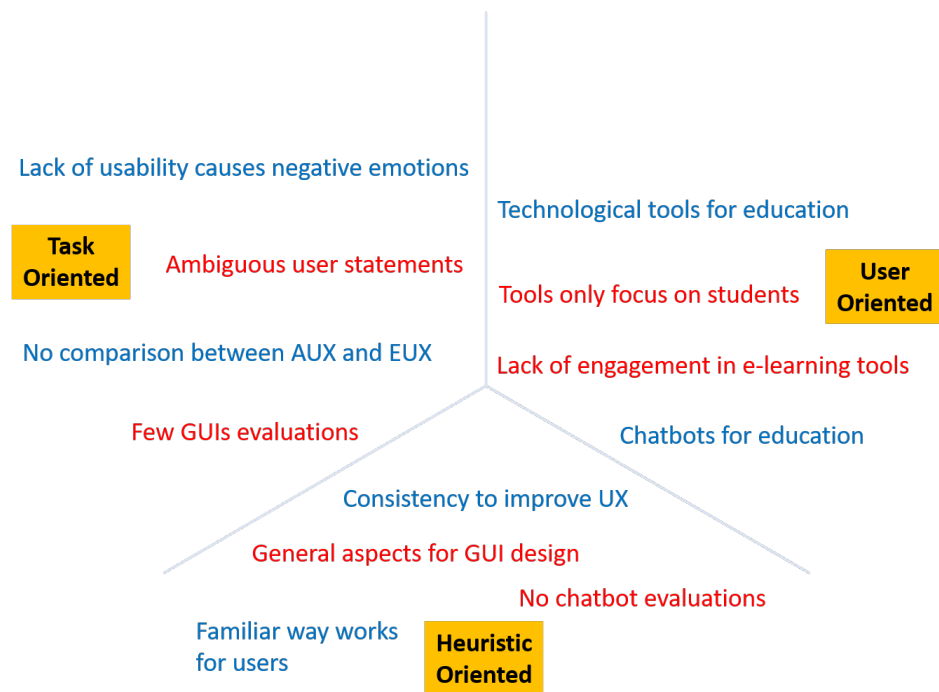 Lack of usability causes negative emotions
Technological tools for education
Task
Oriented
Ambiguous user statements
Tools only focus on students
User
Oriented
No comparison between AUX and EUX
Lack of engagement in e-learning tools
Few GUIs evaluations
Chatbots for education
Consistency to improve UX
General aspects for GUI design
No chatbot evaluations
Familiar way works
for users
Heuristic
Oriented